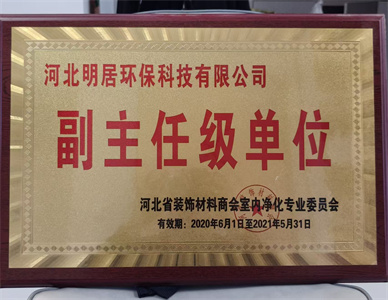 河北明居环保科技有限公司
副主任级单位
河北省装饰材料商会室内净化专业委员会
有效期：2020年6月1日至2021年5月31日